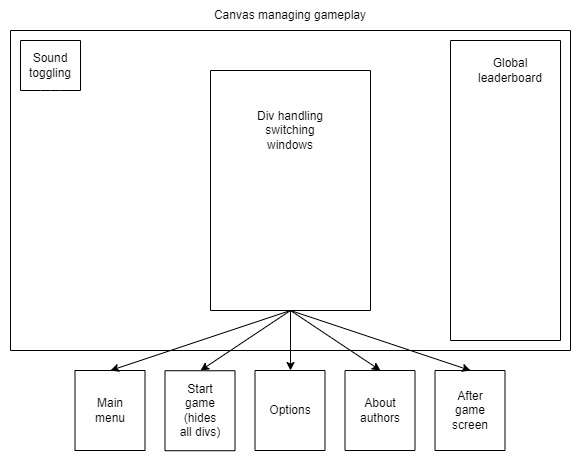 Canvas managing gameplay
Sound
toggling
Global
leaderboard
Div handling
switching
windows
Main
menu
Start
game
(hides
all divs)
Options
About
authors
After
game
screen